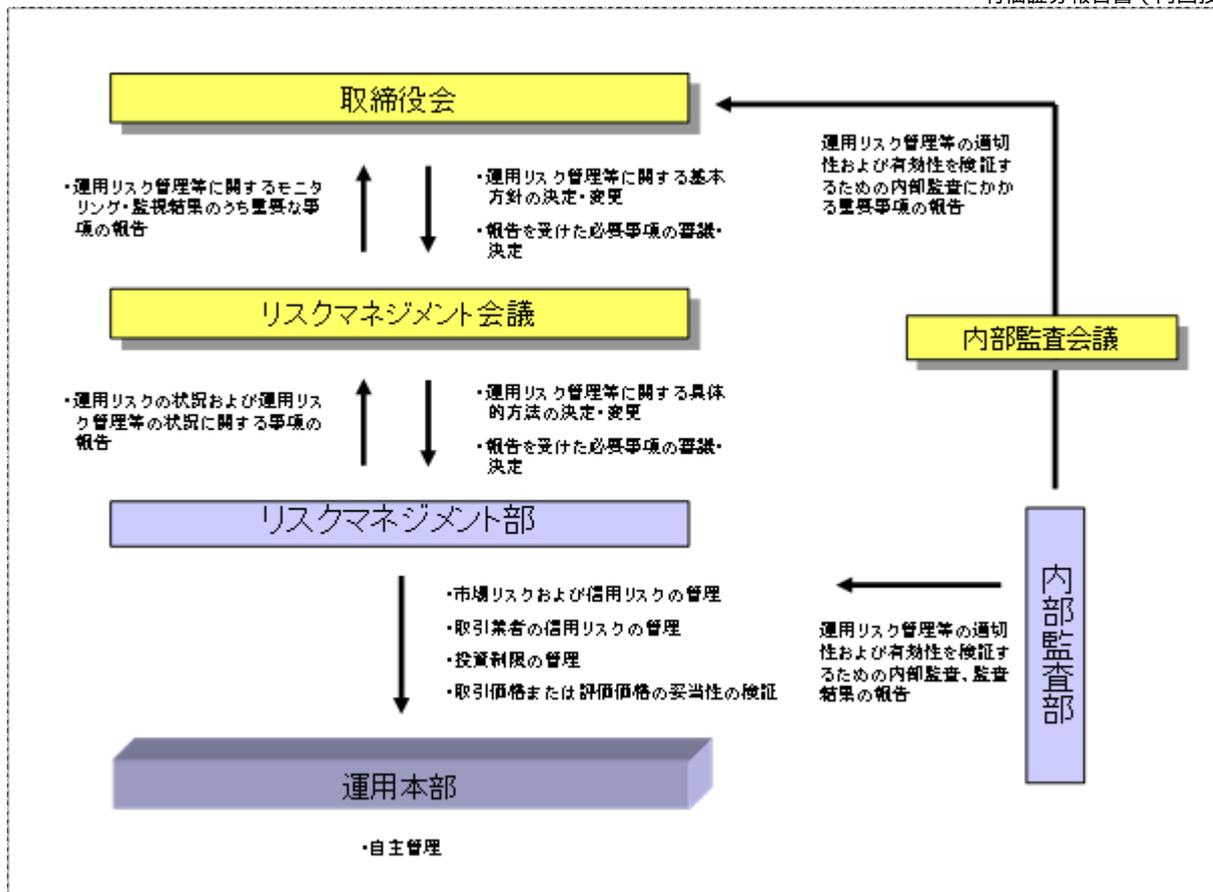 取締役会
・運用リスク管理等に関するモニ
タリング・監視結果のうち重要な事
項の報告
・運用リスク管理等に関する基本
方針の決定・変更
・報告を受けた必要事項の審議・
決定
運用リスク管理等の適切
性および有効性を検証す
るための内部監査にかか
る重要事項の報告
リスクマネジメント会議
内部監査会議
・運用リスクの状況および運用リス
ク管理等の状況に関する事項の
報告
・運用リスク管理等に関する具体
的方法の決定・変更
・報告を受けた必要事項の審議・
決定
リスクマネジメント部
・市場リスクおよび信用リスクの管理
・取引業者の信用リスクの管理
・投資制限の管理
・取引価格または評価価格の妥当性の検証
運用リスク管理等の適切
性および有効性を検証す
るための内部監査、監査
結果の報告
内部監査部
運用本部
・自主管理